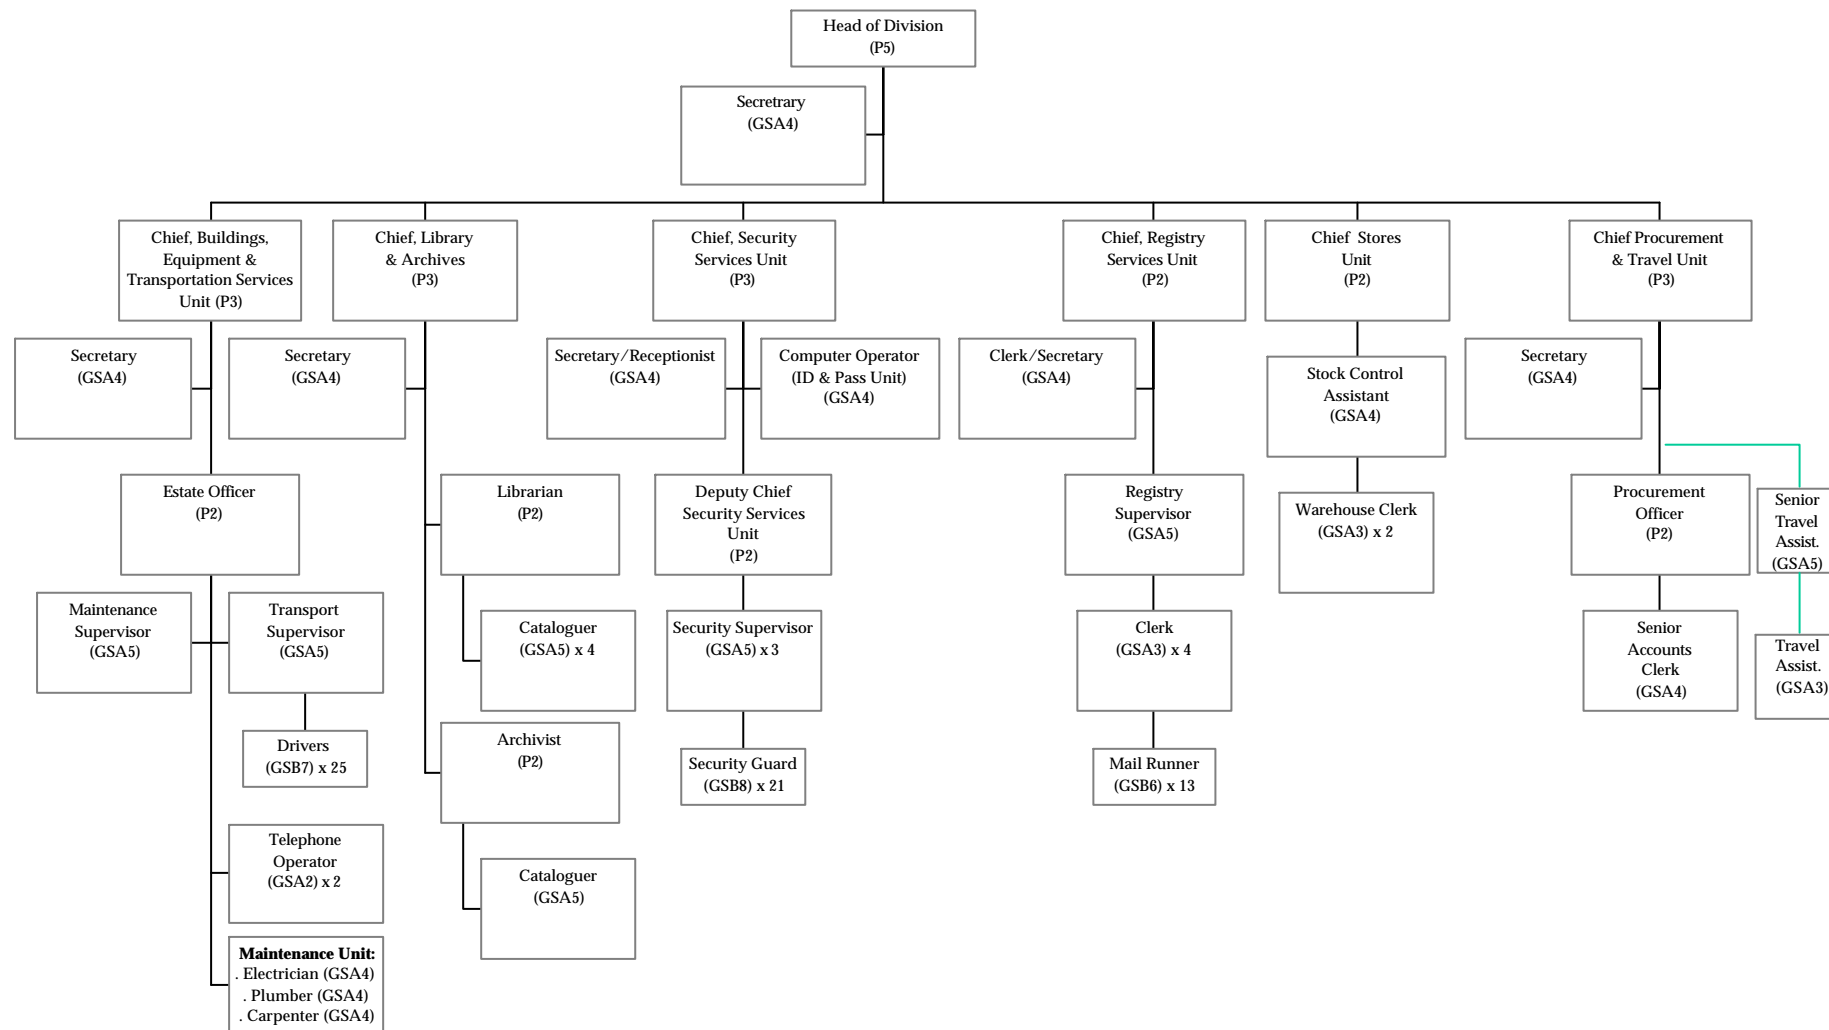 Head of Division
(P5)
Secretrary
(GSA4)
Chief, Buildings,
Equipment &
Transportation Services
Unit (P3)
Chief, Library
& Archives
(P3)
Chief, Security
Services Unit
(P3)
Chief, Registry
Services Unit
(P2)
Chief Stores
Unit
(P2)
Chief Procurement
& Travel Unit
(P3)
Secretary
(GSA4)
Secretary
(GSA4)
Secretary/Receptionist
(GSA4)
Computer Operator
(ID & Pass Unit)
(GSA4)
Clerk/Secretary
(GSA4)
Stock Control
Assistant
(GSA4)
Secretary
(GSA4)
Estate Officer
(P2)
Librarian
(P2)
Deputy Chief
Security Services
Unit
(P2)
Registry
Supervisor
(GSA5)
Warehouse Clerk
(GSA3) x 2
Procurement
Officer
(P2)
Senior
Travel
Assist.
(GSA5)
Maintenance
Supervisor
(GSA5)
Transport
Supervisor
(GSA5)
Cataloguer
(GSA5) x 4
Security Supervisor
(GSA5) x 3
Clerk
(GSA3) x 4
Senior
Accounts
Clerk
(GSA4)
Travel
Assist.
(GSA3)
Drivers
(GSB7) x 25
Archivist
(P2)
Security Guard
(GSB8) x 21
Mail Runner
(GSB6) x 13
Telephone
Operator
(GSA2) x 2
Cataloguer
(GSA5)
Maintenance Unit:
. Electrician (GSA4)
. Plumber (GSA4)
. Carpenter (GSA4)